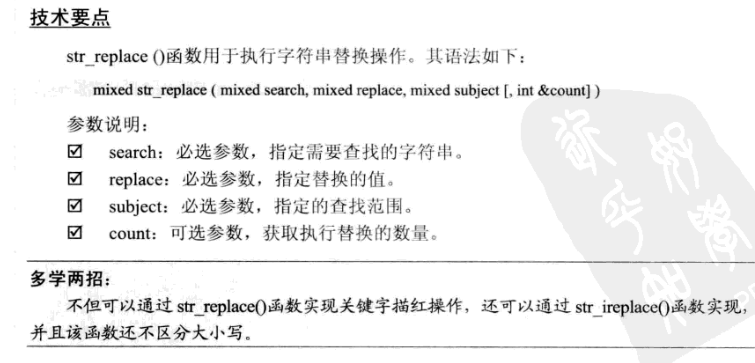 技术要点
str_replace ()函数用于执行字符串替换操作。其语法如下：
mixed str_replace ( mixed search, mixed replace, mixed subject [, int &count] )
参数说明：
☑ search：必选参数，指定需要查找的字符串。
☑ replace：必选参数，指定替换的值。
☑ subject：必选参数，指定的查找范围。
☑ count：可选参数，获取执行替换的数量。
多学两招：
不但可以通过 str_replace()函数实现关键字描红操作，还可以通过 str_ireplace()函数实现，
并且该函数还不区分大小写。